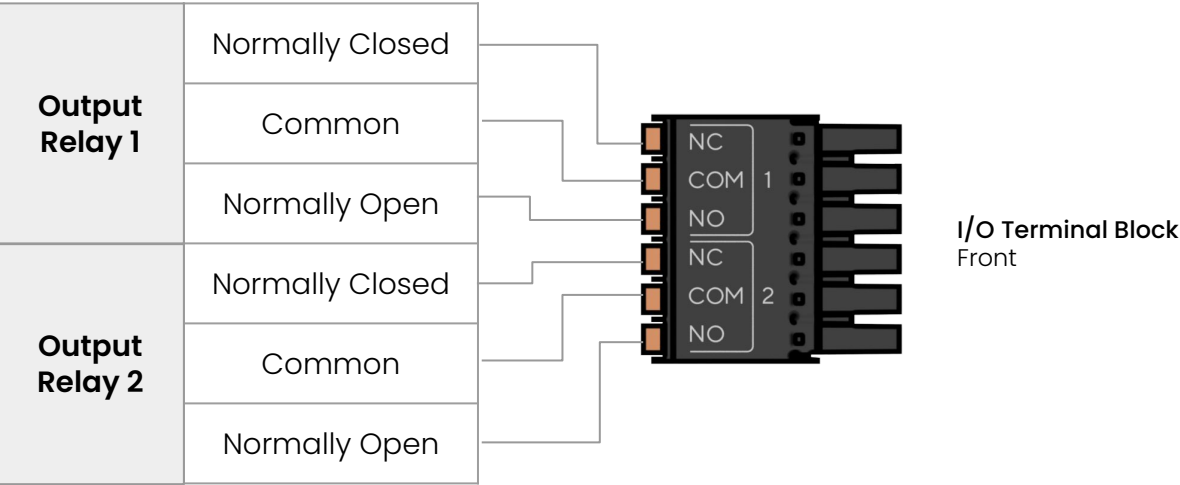 Output
Relay 1
Normally Closed
Common
Normally Open
Output
Relay 2
Normally Closed
Common
Normally Open
NC
COM 1
NO
NC
COM 2
NO
I/O Terminal Block
Front